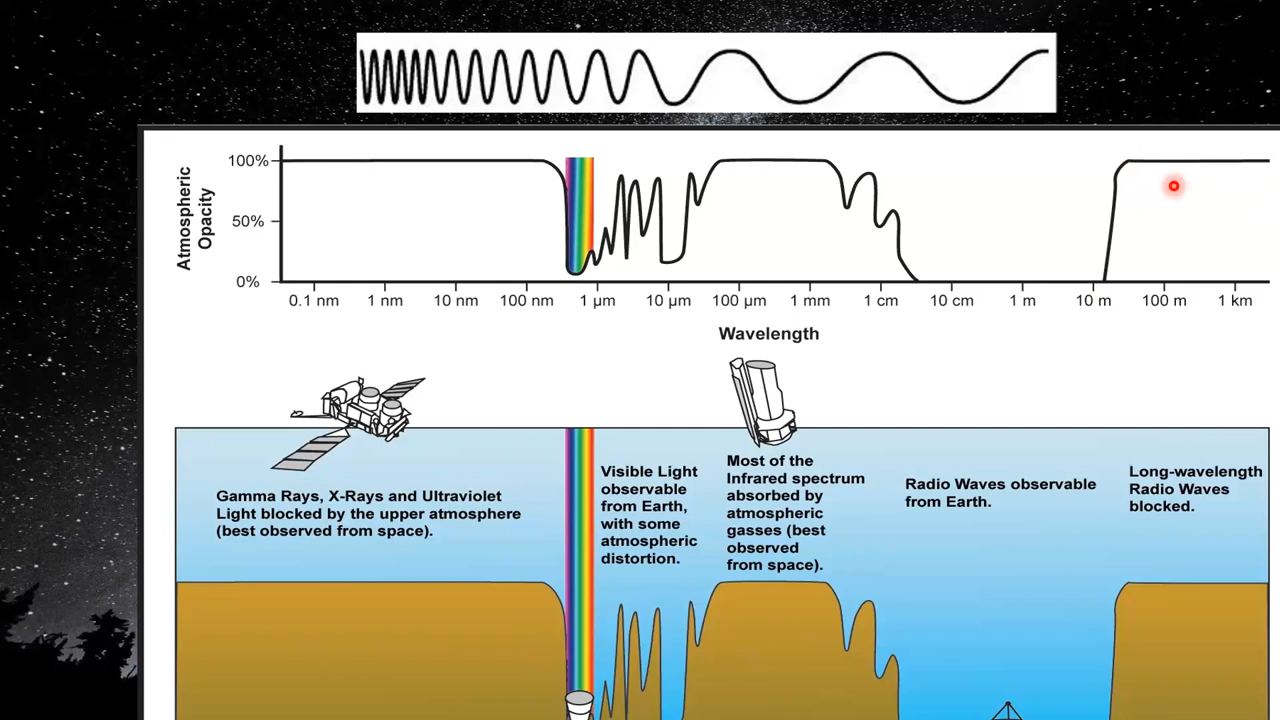 Atmospheric
Opacity
100%
50%
0%
0.1 nm 1 nm 10 nm 100 nm 1 μm 10 μm 100 μm 1 mm 1 cm 10 cm 1 m 10 m 100 m 1 km
Wavelength
Gamma Rays, X-Rays and Ultraviolet
Light blocked by the upper atmosphere
(best observed from space).
Visible Light
observable
from Earth,
with some
atmospheric
distortion.
Most of the
Infrared spectrum
absorbed by
atmospheric
gasses (best
observed
from space).
Radio Waves observable
from Earth.
Long-wavelength
Radio Waves
blocked.